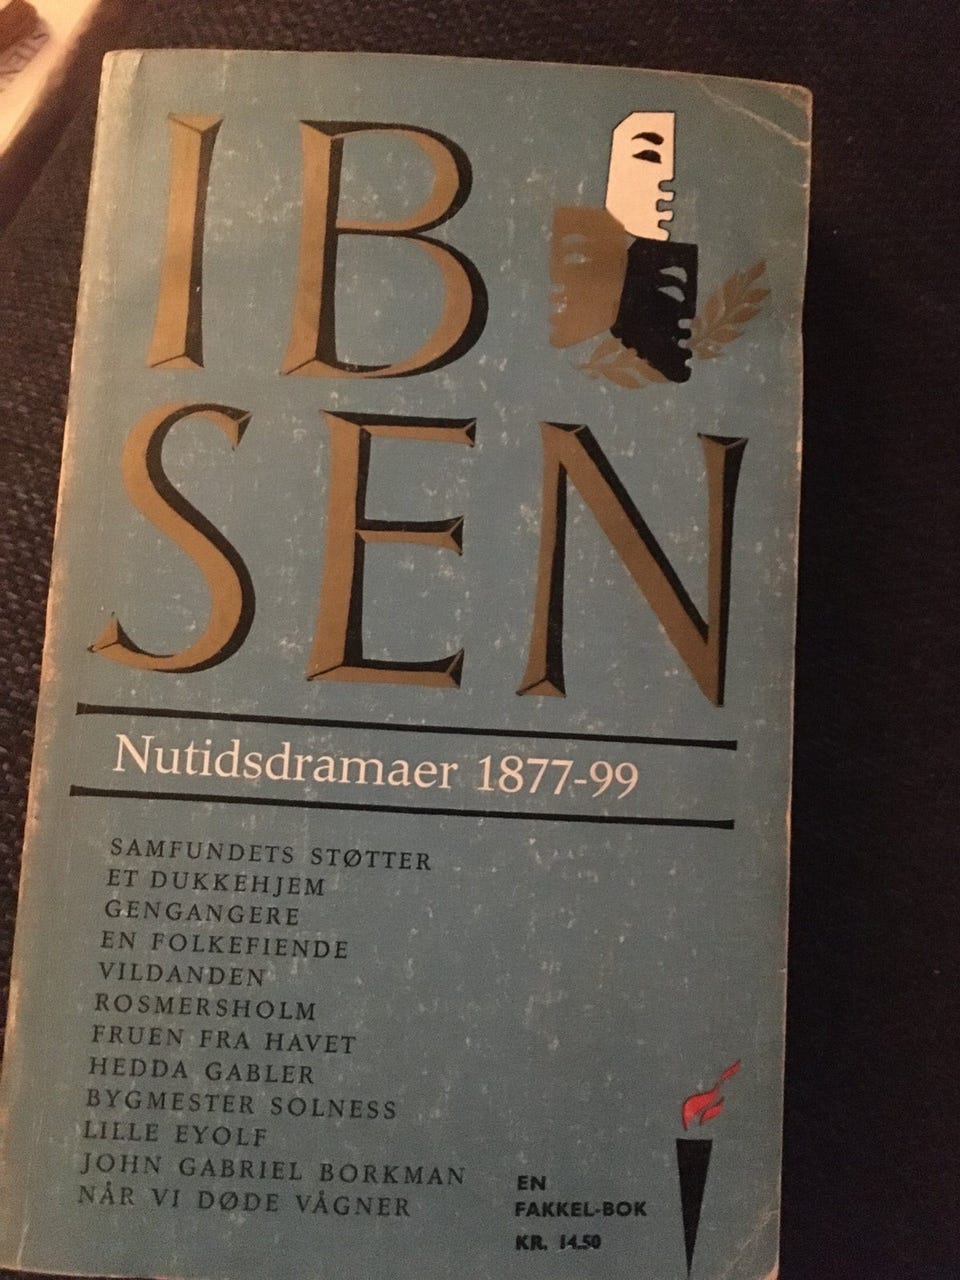 IB
SEN
Nutidsdramaer 1877-99
SAMFUNDETS STØTTER
ET DUKKEHJEM
GENGANGERE
EN FOLKEFIENDE
VILDANDEN
ROSMERSHOLM
FRUEN FRA HAVET
HEDDA GABLER
BYGMESTER SOLNESS
LILLE EYOLF
JOHN GABRIEL BORKMAN
NÅR VI DØDE VÅGNER
EN
FAKKEL-BOK
KR. 14.50